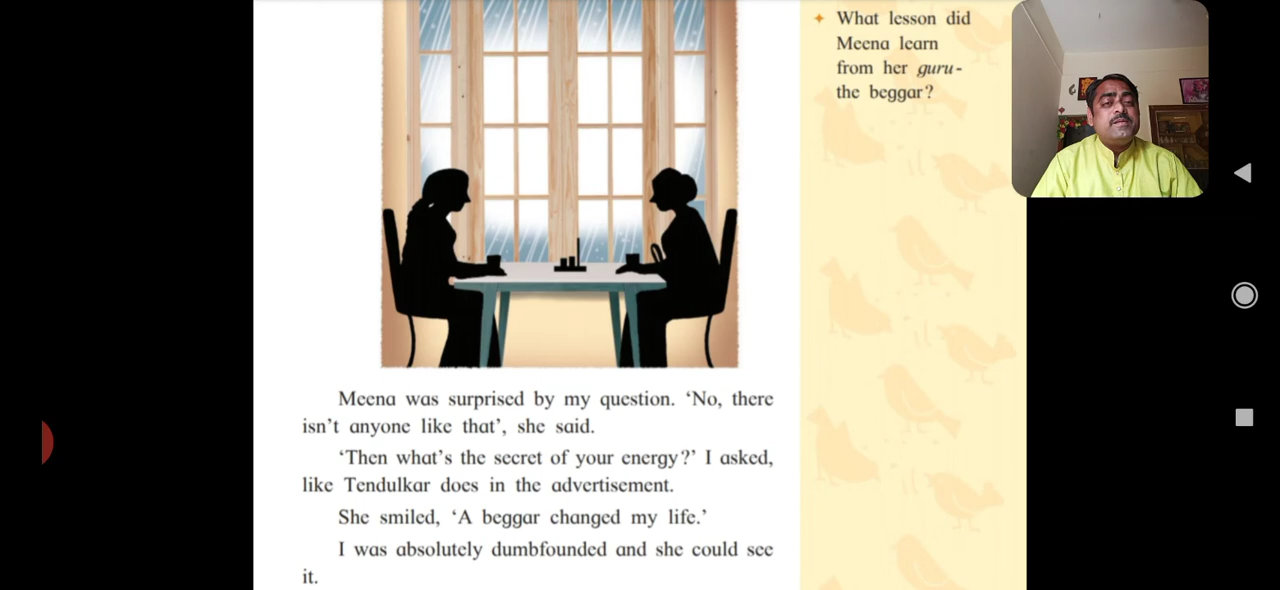 What lesson did
Meena learn
from her guru-
the beggar?
Meena was surprised by my question. ‘No, there
isn’t anyone like that’, she said.
‘Then what’s the secret of your energy?’ I asked,
like Tendulkar does in the advertisement.
She smiled, ‘A beggar changed my life.’
I was absolutely dumbfounded and she could see
it.